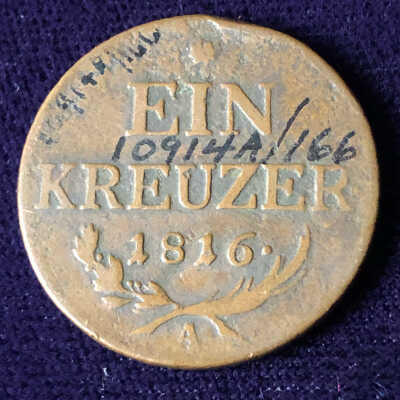 EIN
10914A/166
KREUZER
· 1816 ·
A